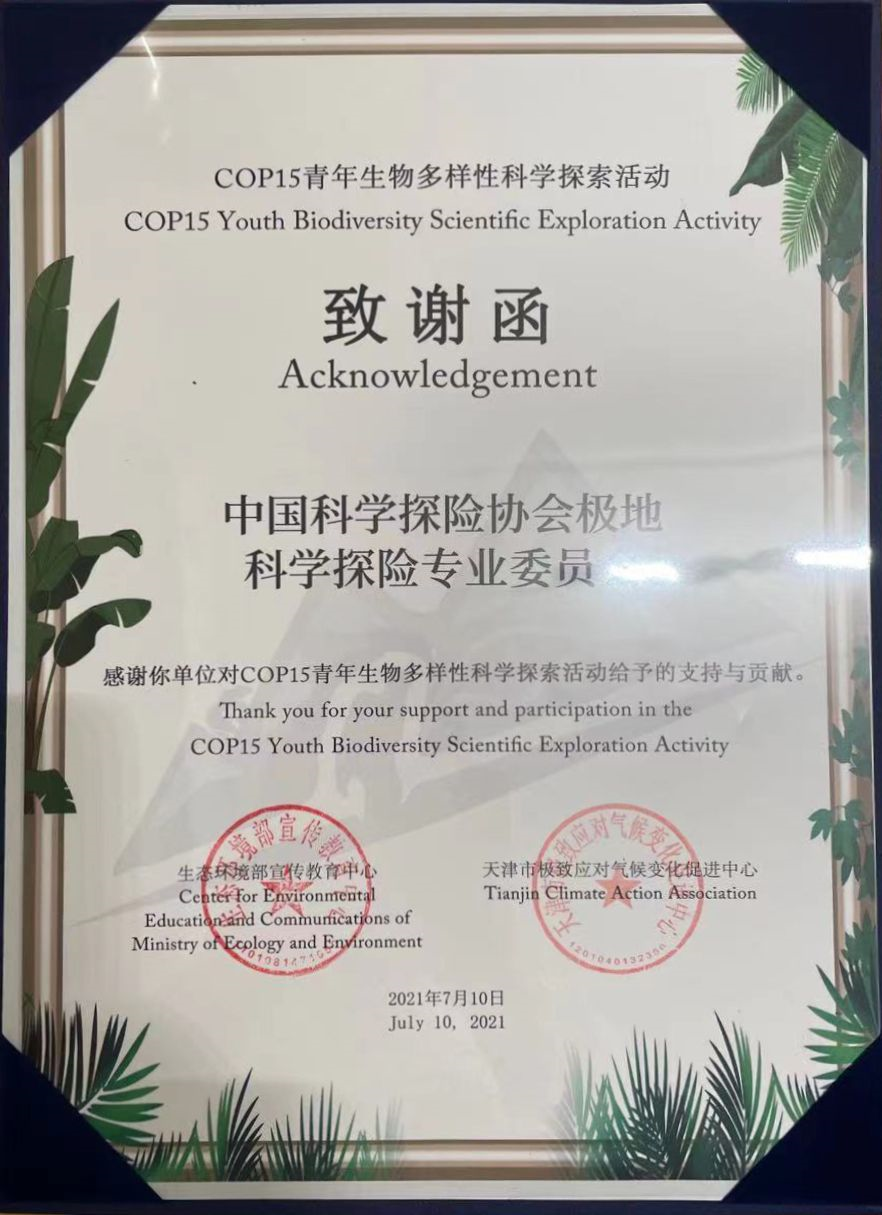 COP15青年生物多样性科学探索活动
COP15 Youth Biodiversity Scientific Exploration Activity
致谢函
Acknowledgement
中国科学探险协会极地
科学探险专业委员
感谢你单位对COP15青年生物多样性科学探索活动给予的支持与贡献。
Thank you for your support and participation in the
COP15 Youth Biodiversity Scientific Exploration Activity
生态环境部宣传教育中心
Center for Environmental
Education and Communications of
Ministry of Ecology and Environment
天津市极致应对气候变化促进中心
Tianjin Climate Action Association
2021年7月10日
July 10, 2021